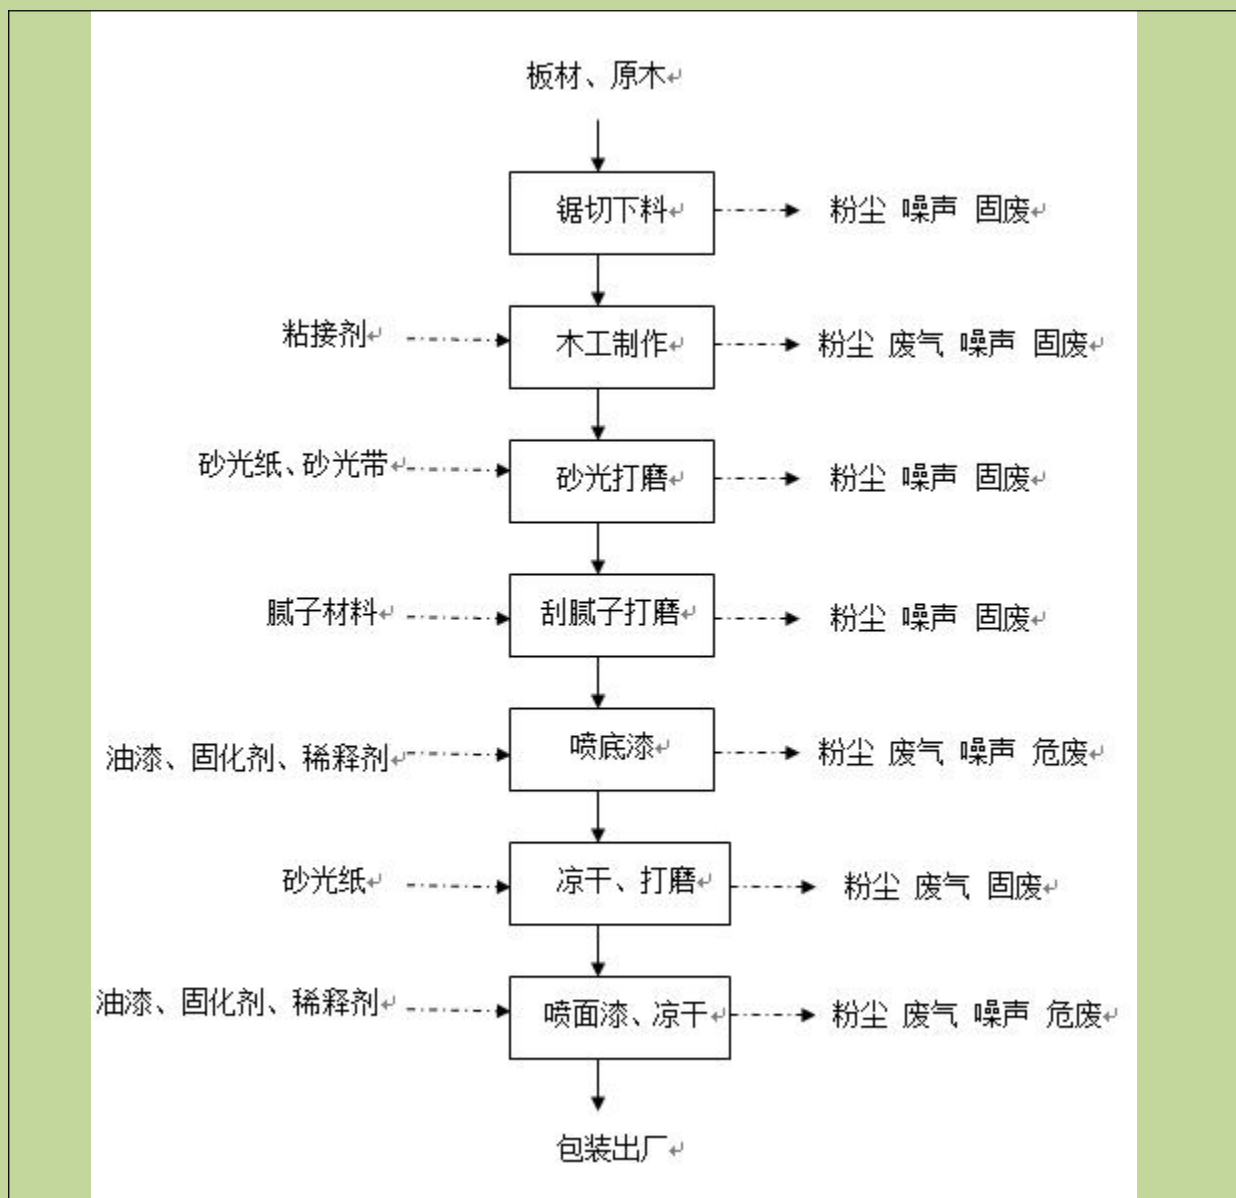 板材、原木
锯切下料
粉尘 噪声 固废
粘接剂
木工制作
粉尘 废气 噪声 固废
砂光纸、砂光带
砂光打磨
粉尘 噪声 固废
腻子材料
刮腻子打磨
粉尘 噪声 固废
油漆、固化剂、稀释剂
喷底漆
粉尘 废气 噪声 危废
砂光纸
凉干、打磨
粉尘 废气 固废
油漆、固化剂、稀释剂
喷面漆、凉干
粉尘 废气 噪声 危废
包装出厂